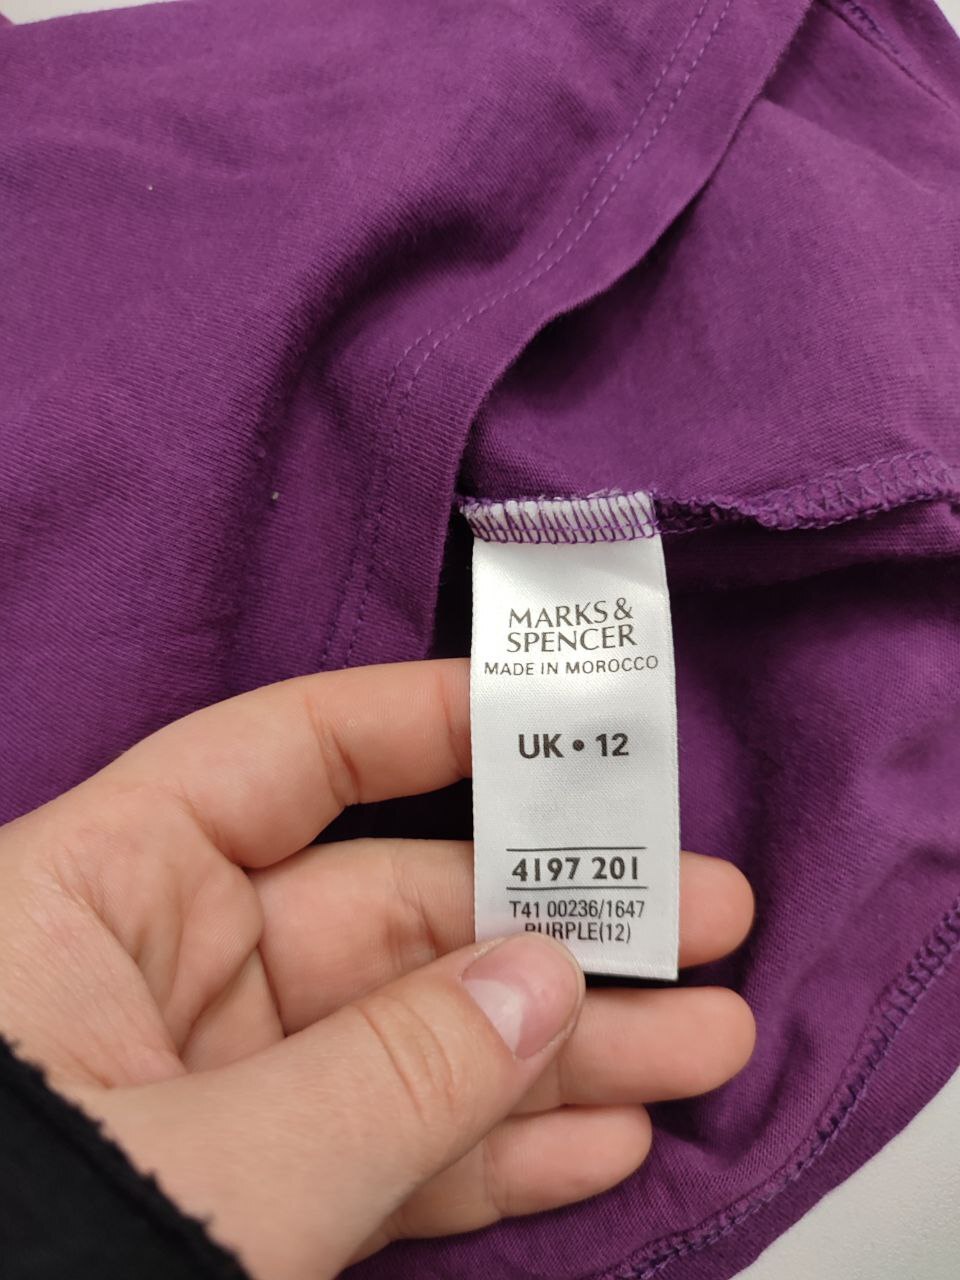 MARKS &
SPENCER
MADE IN MOROCCO
UK • 12
4197 201
T41 00236/1647
PURPLE(12)